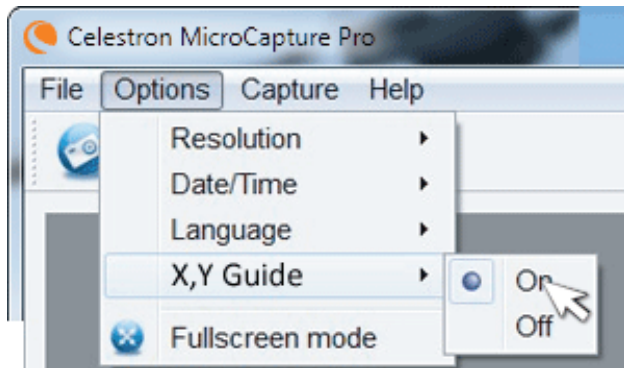 Celestron MicroCapture Pro
File Options Capture Help
Resolution
Date/Time
Language
X,Y Guide
On
Off
Fullscreen mode